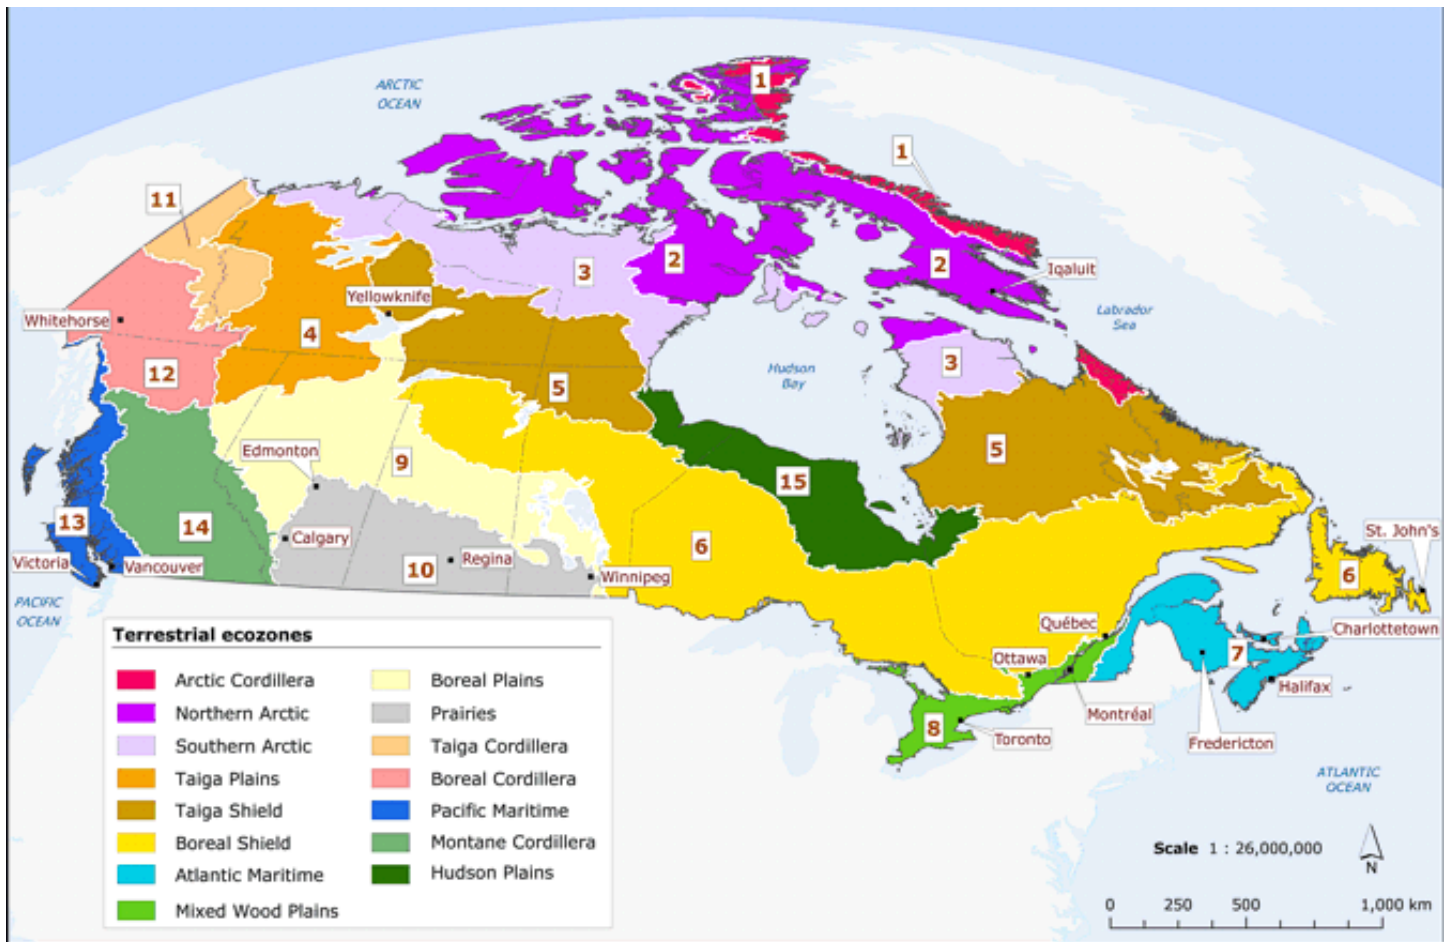 ARCTIC
OCEAN
1
1
11
2
3
2
Iqaluit
Yellowknife
Labrador
Sea
Whitehorse
4
Hudson
Bay
3
12
5
5
Edmonton
9
15
13
14
Calgary
6
St. John's
Victoria
Vancouver
10
Regina
Winnipeg
6
PACIFIC
OCEAN
Québec
Charlottetown
7
Ottawa
Halifax
Montréal
8
Toronto
Fredericton
ATLANTIC
OCEAN
Terrestrial ecozones
Arctic Cordillera
Northern Arctic
Southern Arctic
Taiga Plains
Taiga Shield
Boreal Shield
Atlantic Maritime
Mixed Wood Plains
Boreal Plains
Prairies
Taiga Cordillera
Boreal Cordillera
Pacific Maritime
Montane Cordillera
Hudson Plains
Scale 1 : 26,000,000
N
0 250 500 1,000 km